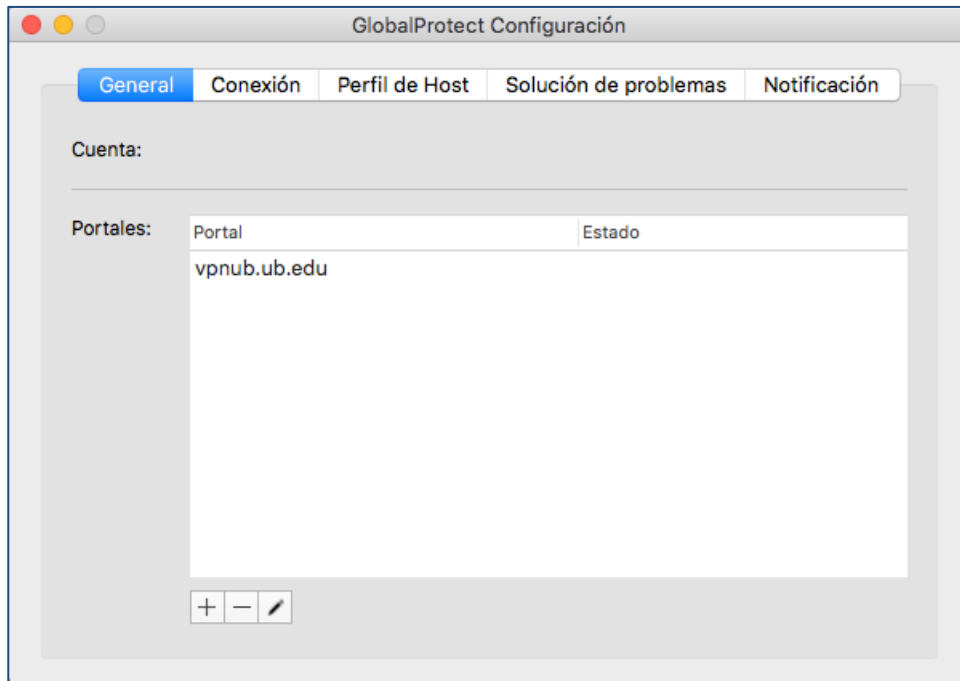 GlobalProtect Configuración
General Conexión Perfil de Host Solución de problemas Notificación
Cuenta:
Portales:
Portal Estado
vpnub.ub.edu